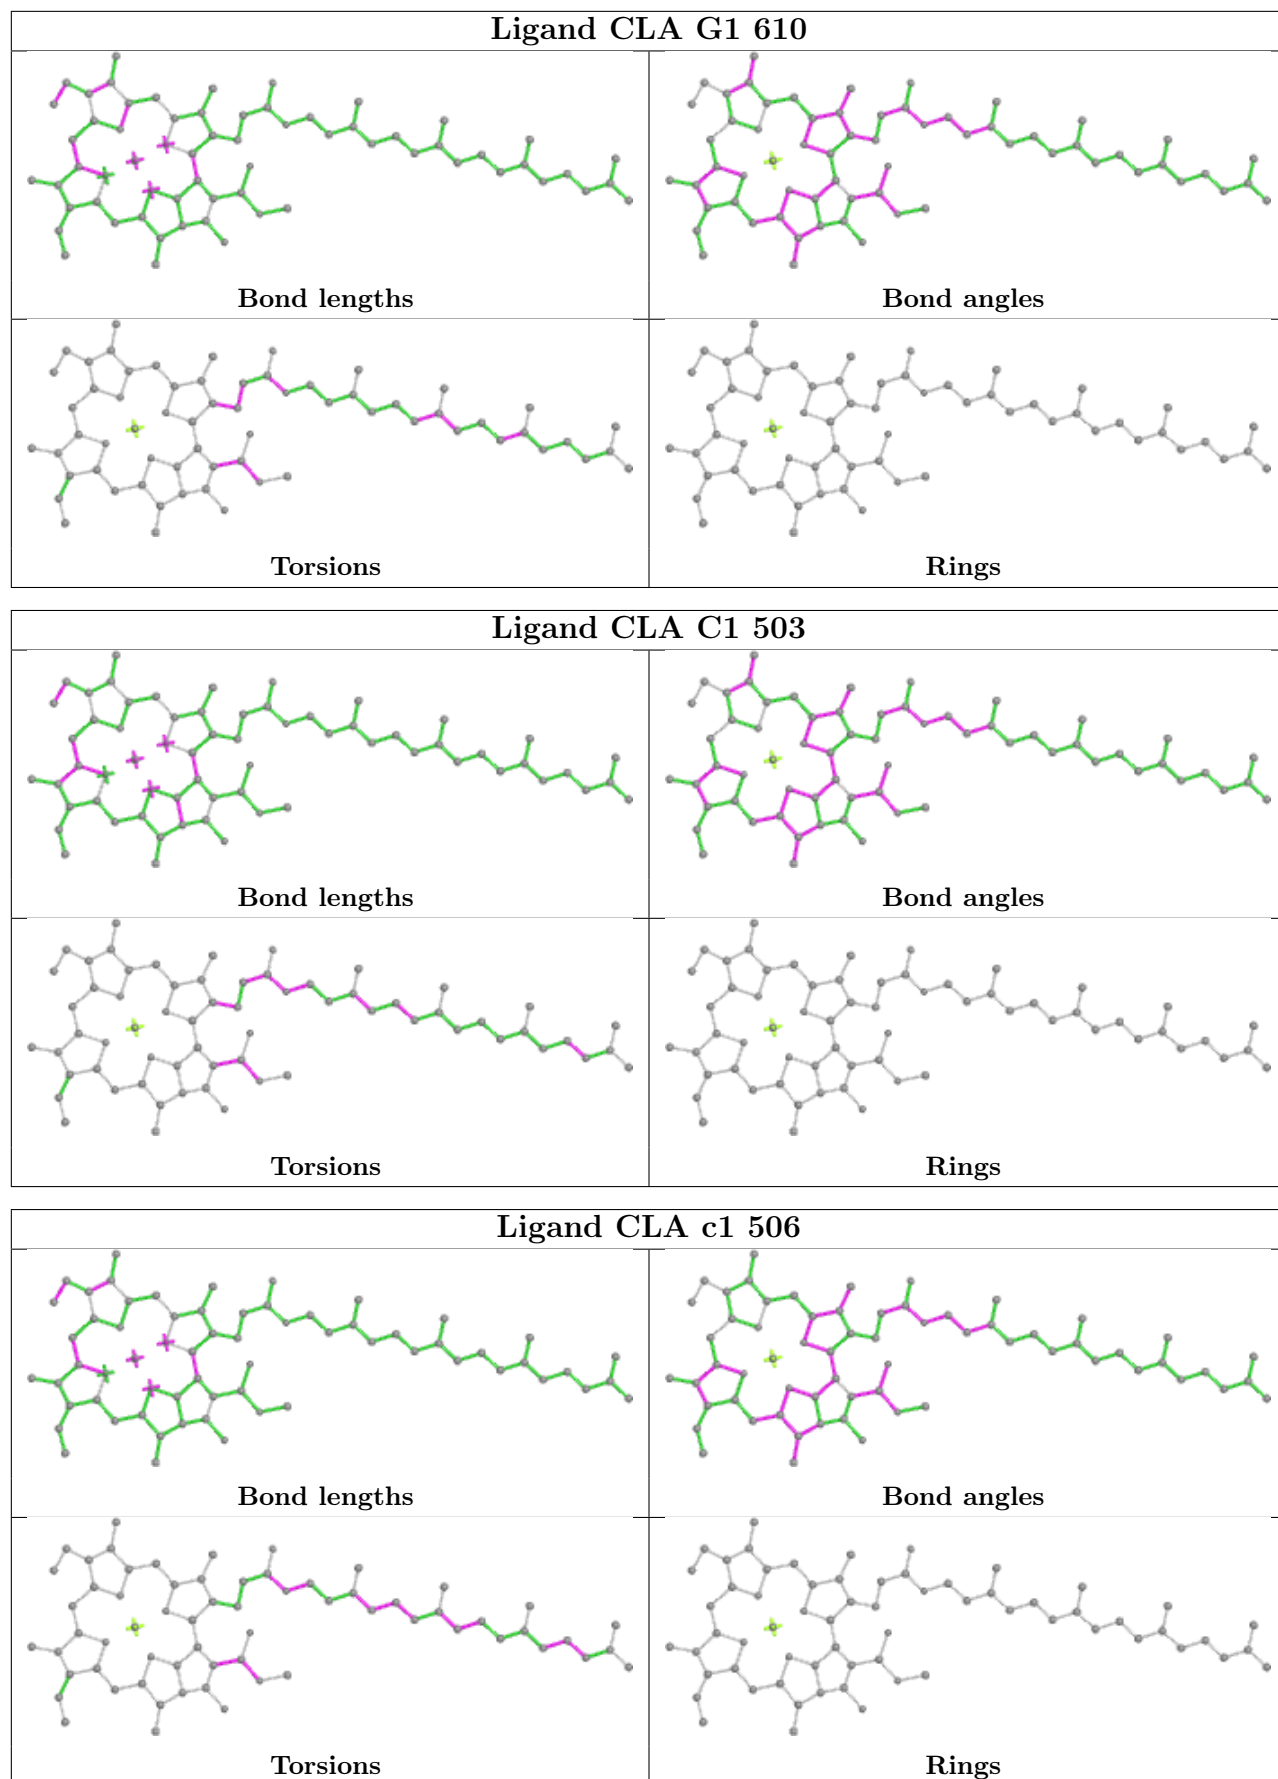 Ligand CLA G1 610
Bond lengths
Bond angles
Torsions
Rings
Ligand CLA C1 503
Bond lengths
Bond angles
Torsions
Rings
Ligand CLA c1 506
Bond lengths
Bond angles
Torsions
Rings